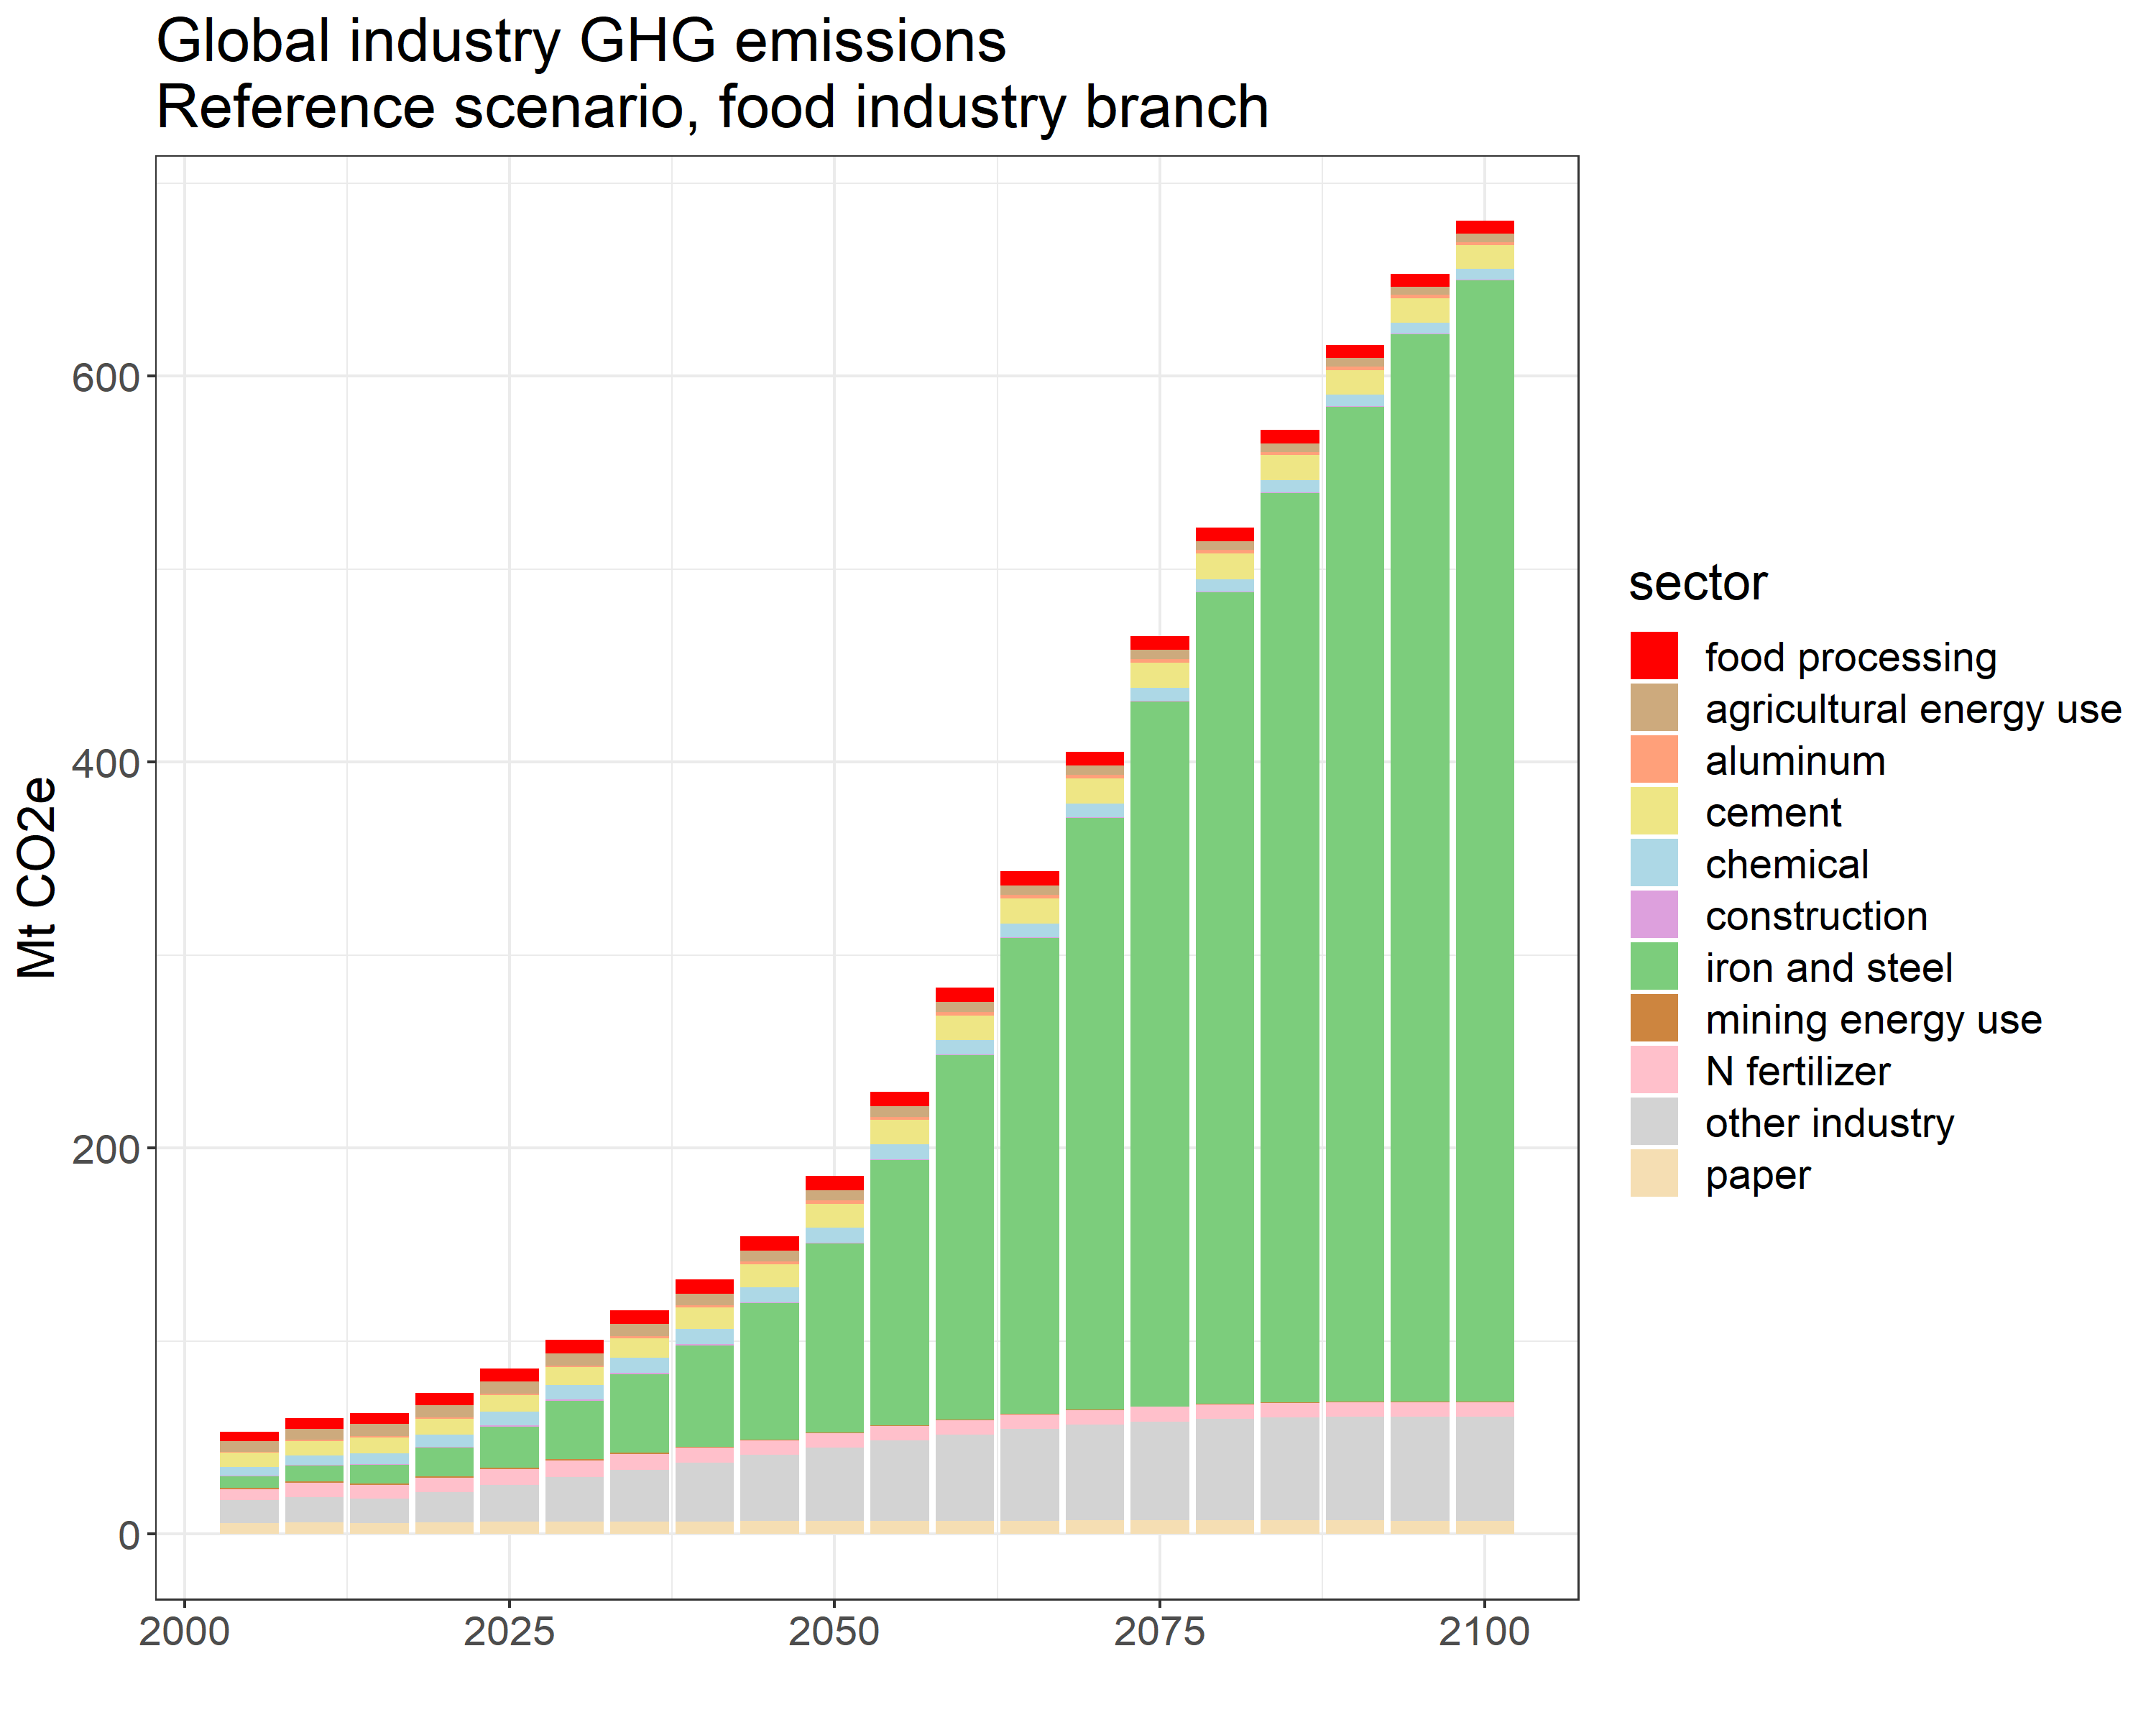 Global industry GHG emissions
Reference scenario, food industry branch
Mt CO2e
600
400
200
0
2000
2025
2050
2075
2100
sector
food processing
agricultural energy use
aluminum
cement
chemical
construction
iron and steel
mining energy use
N fertilizer
other industry
paper